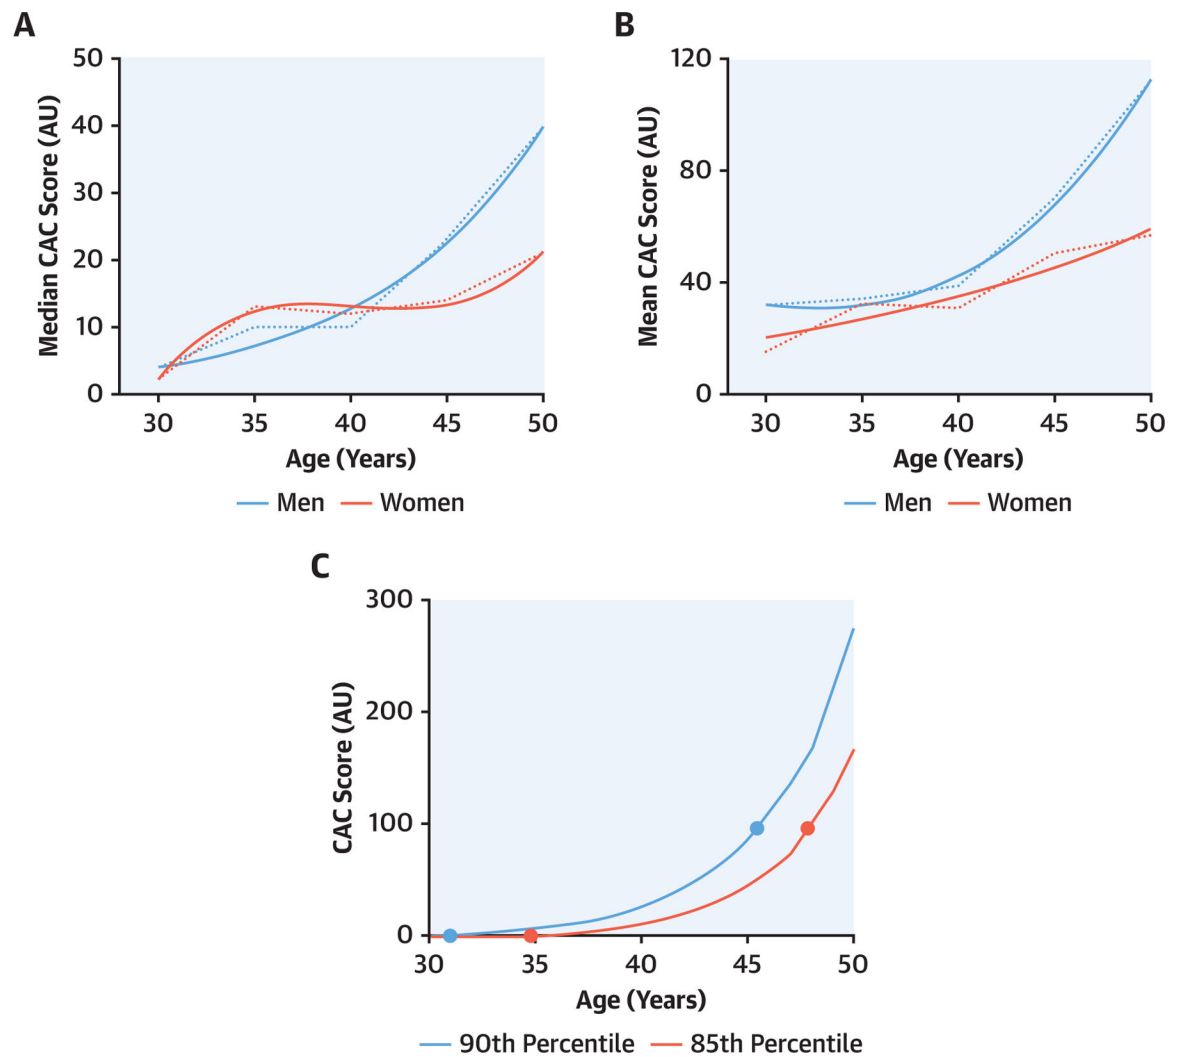 A
Median CAC Score (AU)
50
40
30
20
10
0
30 35 40 45 50
Age (Years)
Men Women
B
Mean CAC Score (AU)
120
80
40
0
30 35 40 45 50
Age (Years)
Men Women
C
CAC Score (AU)
300
200
100
0
30 35 40 45 50
Age (Years)
90th Percentile 85th Percentile